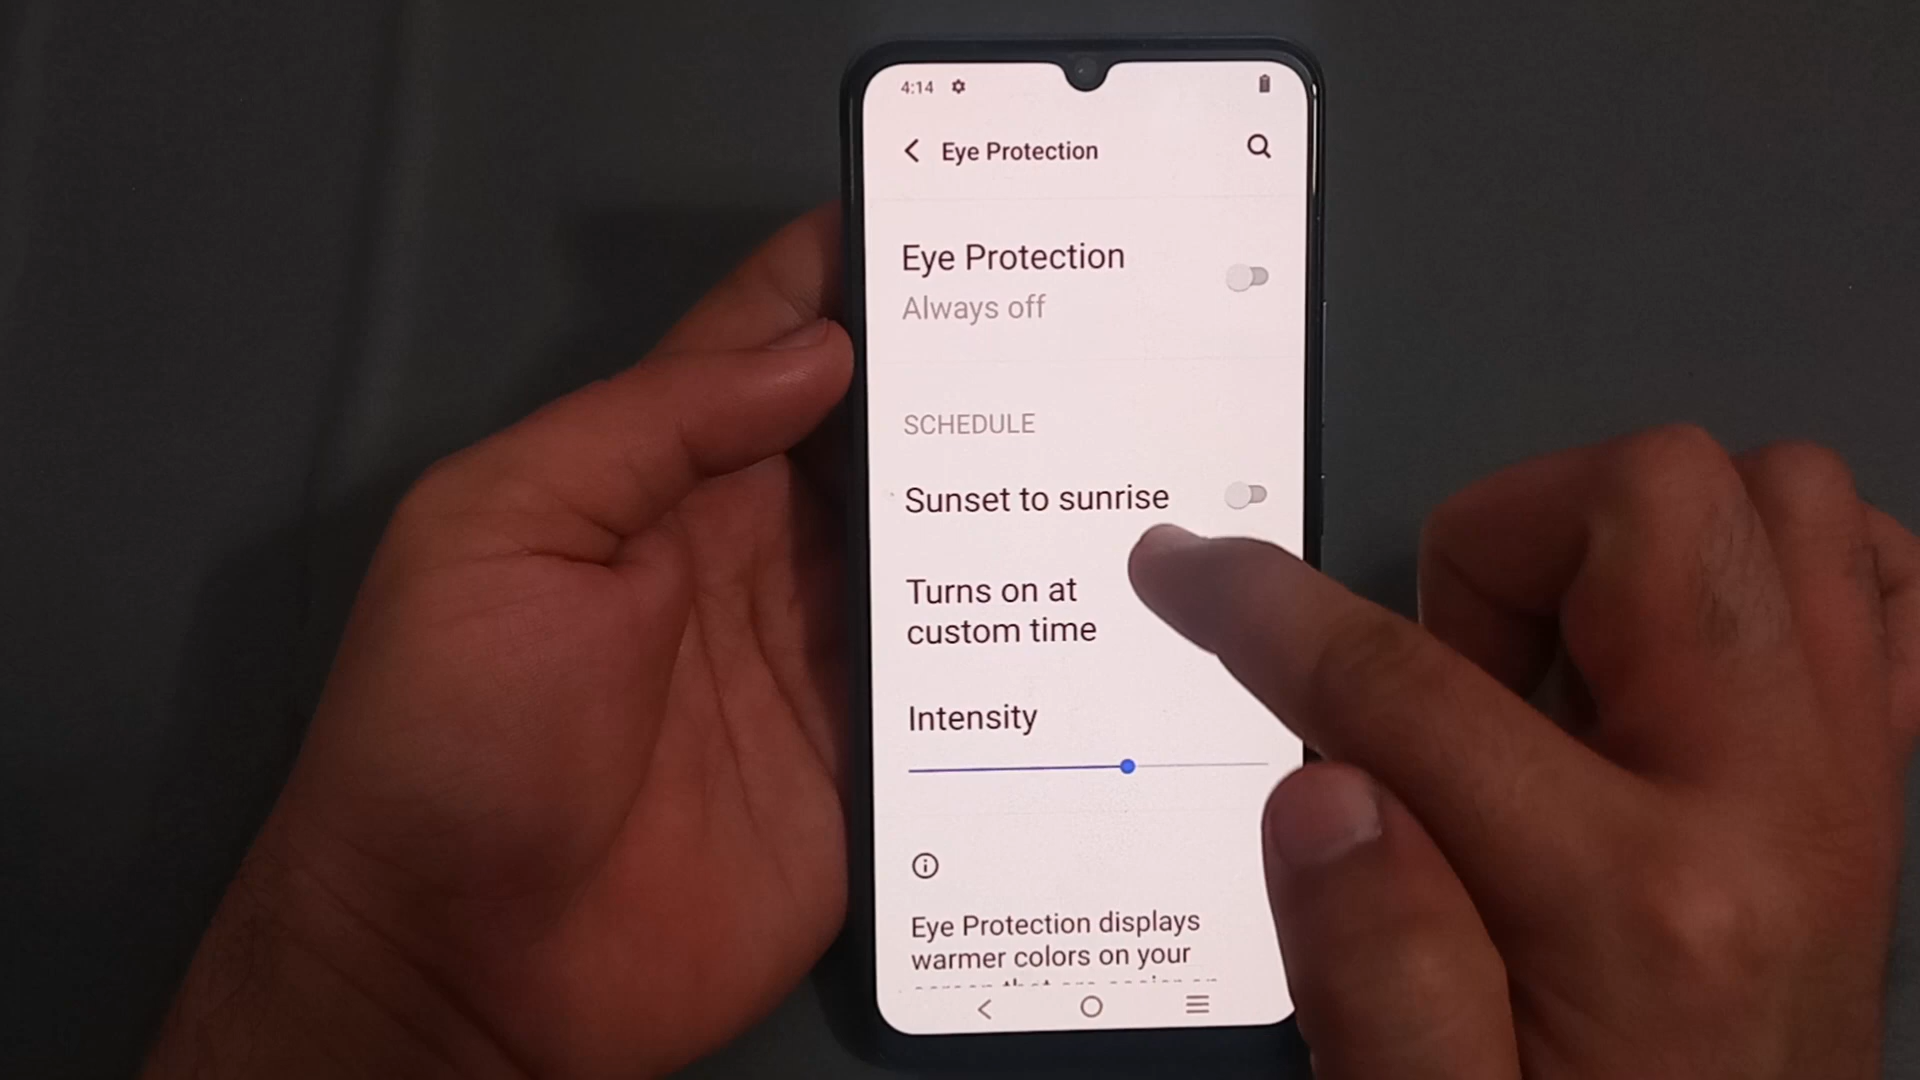 4:14
Eye Protection
Eye Protection
Always off
SCHEDULE
Sunset to sunrise
Turns on at
custom time
Intensity
Eye Protection displays
warmer colors on your